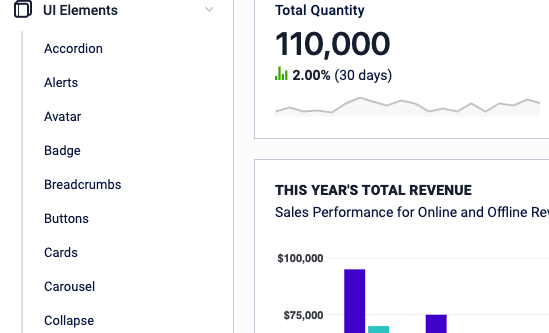 UI Elements
Accordion
Alerts
Avatar
Badge
Breadcrumbs
Buttons
Cards
Carousel
Collapse
Total Quantity
110,000
2.00% (30 days)
THIS YEAR'S TOTAL REVENUE
Sales Performance for Online and Offline Rev
$100,000
$75,000